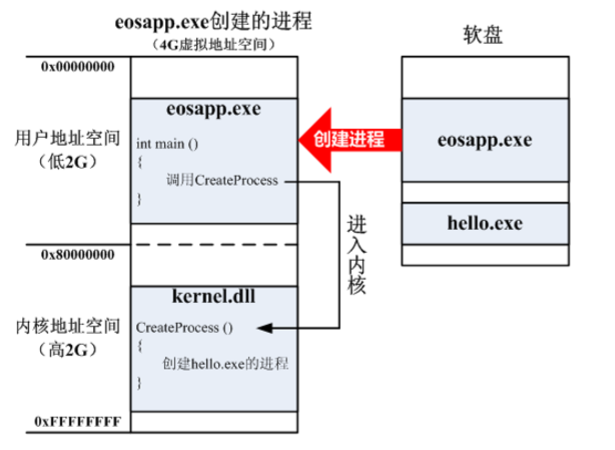 eosapp.exe创建的进程
（4G虚拟地址空间）
软盘
0x00000000
用户地址空间
（低2G）
eosapp.exe
int main ()
{
调用CreateProcess
}
创建进程
eosapp.exe
hello.exe
进入内核
0x80000000
内核地址空间
（高2G）
kernel.dll
CreateProcess ()
{
创建hello.exe的进程
}
0xFFFFFFFF